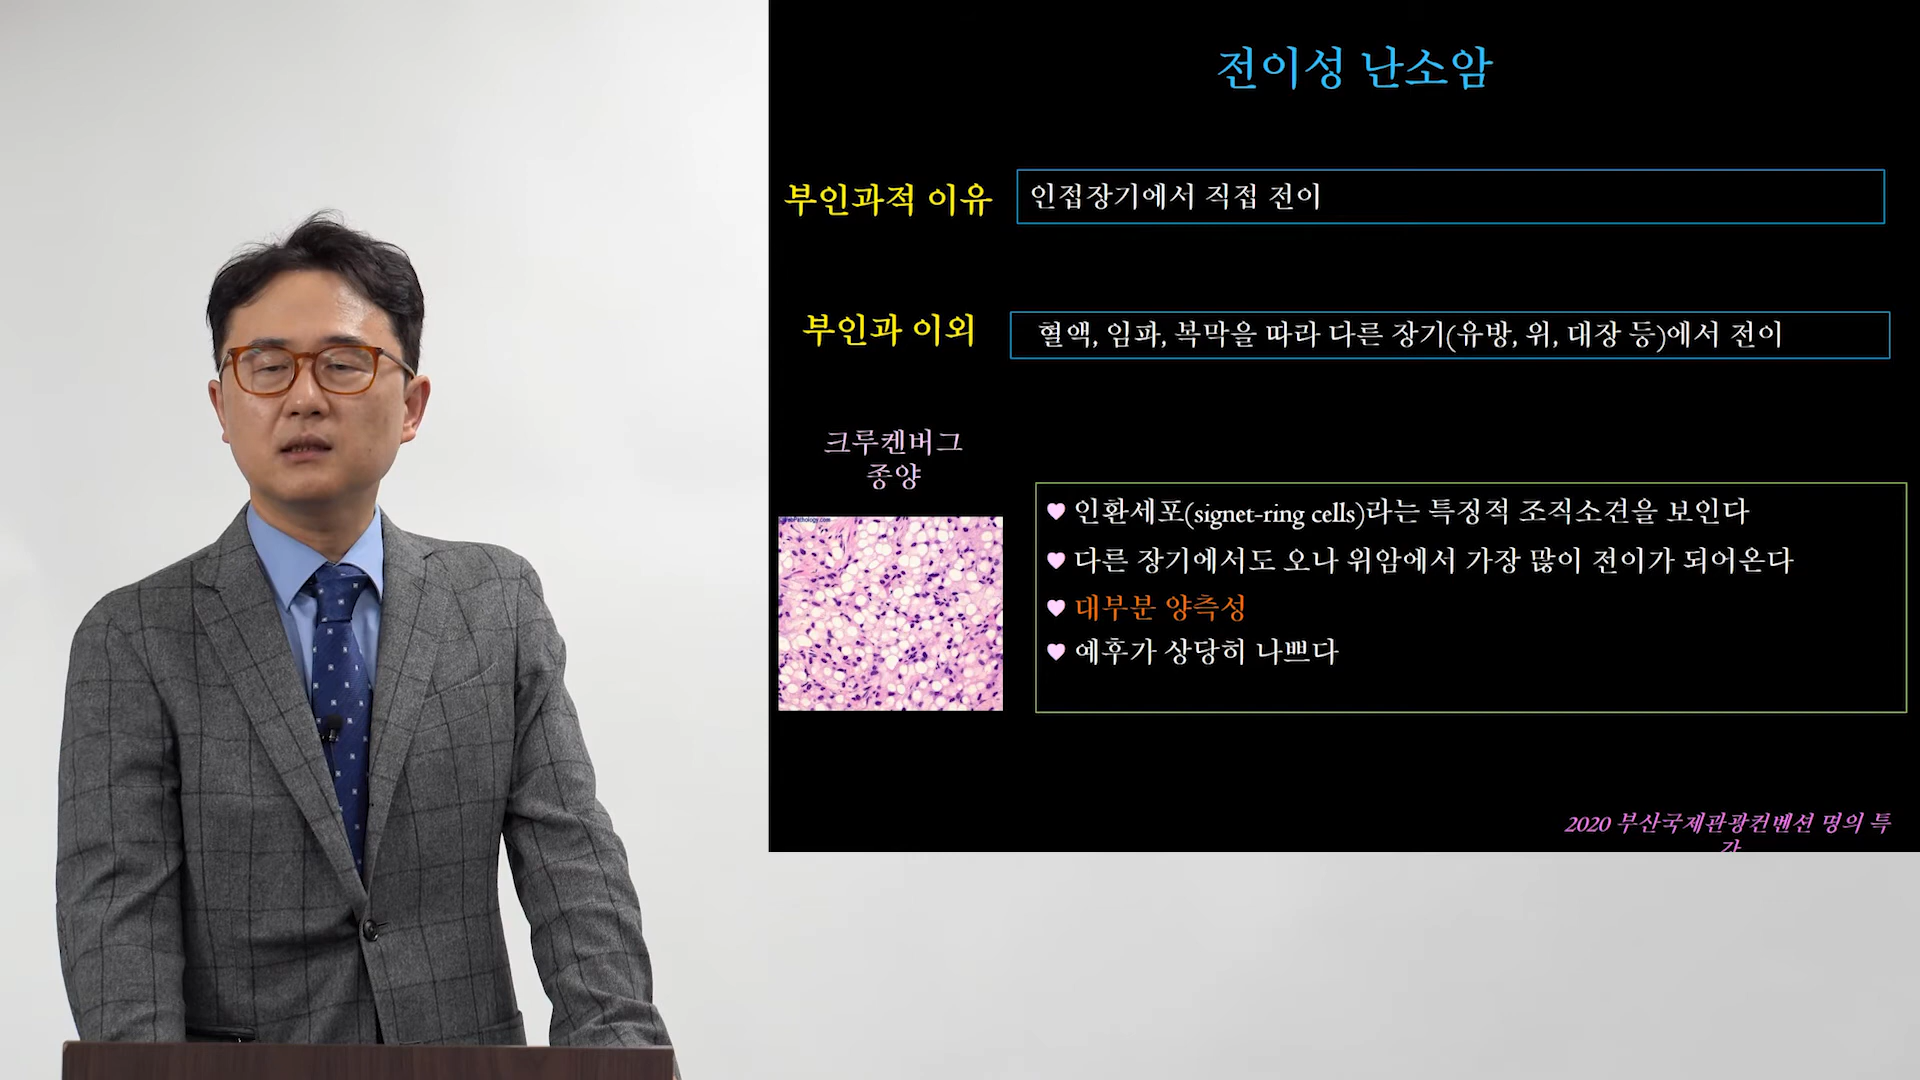 전이성 난소암
부인과적 이유
인접장기에서 직접 전이
부인과 이외
혈액, 임파, 복막을 따라 다른 장기(유방, 위, 대장 등)에서 전이
크루켄버그
종양
인환세포(signet-ring cells)라는 특징적 조직소견을 보인다
다른 장기에서도 오나 위암에서 가장 많이 전이가 되어온다
대부분 양측성
예후가 상당히 나쁘다
2020 부산국제관광컨벤션 명의 특
강